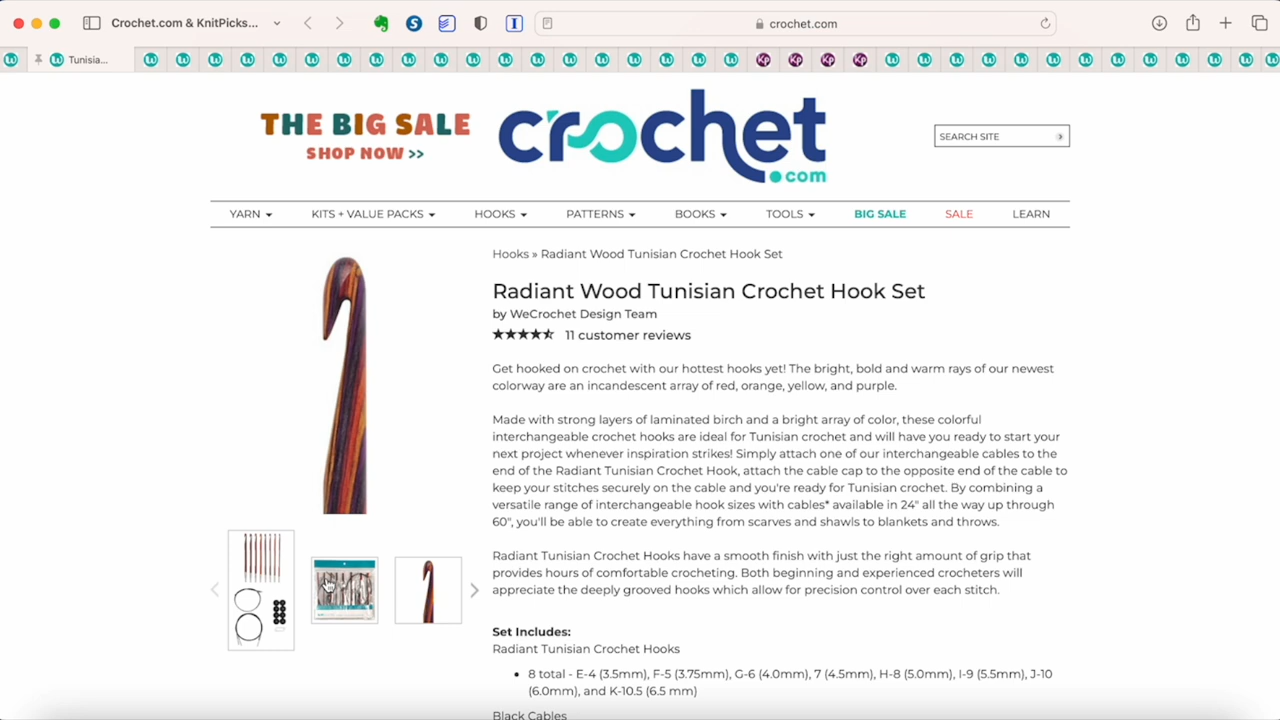 Crochet.com & KnitPicks...
crochet.com
Tunisia...
THE BIG SALE
SHOP NOW >>
crochet
.com
SEARCH SITE
YARN KITS + VALUE PACKS HOOKS PATTERNS BOOKS TOOLS BIG SALE SALE LEARN
Hooks » Radiant Wood Tunisian Crochet Hook Set
Radiant Wood Tunisian Crochet Hook Set
by WeCrochet Design Team
11 customer reviews
Get hooked on crochet with our hottest hooks yet! The bright, bold and warm rays of our newest
colorway are an incandescent array of red, orange, yellow, and purple.
Made with strong layers of laminated birch and a bright array of color, these colorful
interchangeable crochet hooks are ideal for Tunisian crochet and will have you ready to start your
next project whenever inspiration strikes! Simply attach one of our interchangeable cables to the
end of the Radiant Tunisian Crochet Hook, attach the cable cap to the opposite end of the cable to
keep your stitches securely on the cable and you're ready for Tunisian crochet. By combining a
versatile range of interchangeable hook sizes with cables* available in 24" all the way up through
60", you'll be able to create everything from scarves and shawls to blankets and throws.
Radiant Tunisian Crochet Hooks have a smooth finish with just the right amount of grip that
provides hours of comfortable crocheting. Both beginning and experienced crocheters will
appreciate the deeply grooved hooks which allow for precision control over each stitch.
Set Includes:
Radiant Tunisian Crochet Hooks
• 8 total - E-4 (3.5mm), F-5 (3.75mm), G-6 (4.0mm), 7 (4.5mm), H-8 (5.0mm), I-9 (5.5mm), J-10
(6.0mm), and K-10.5 (6.5 mm)
Black Cables